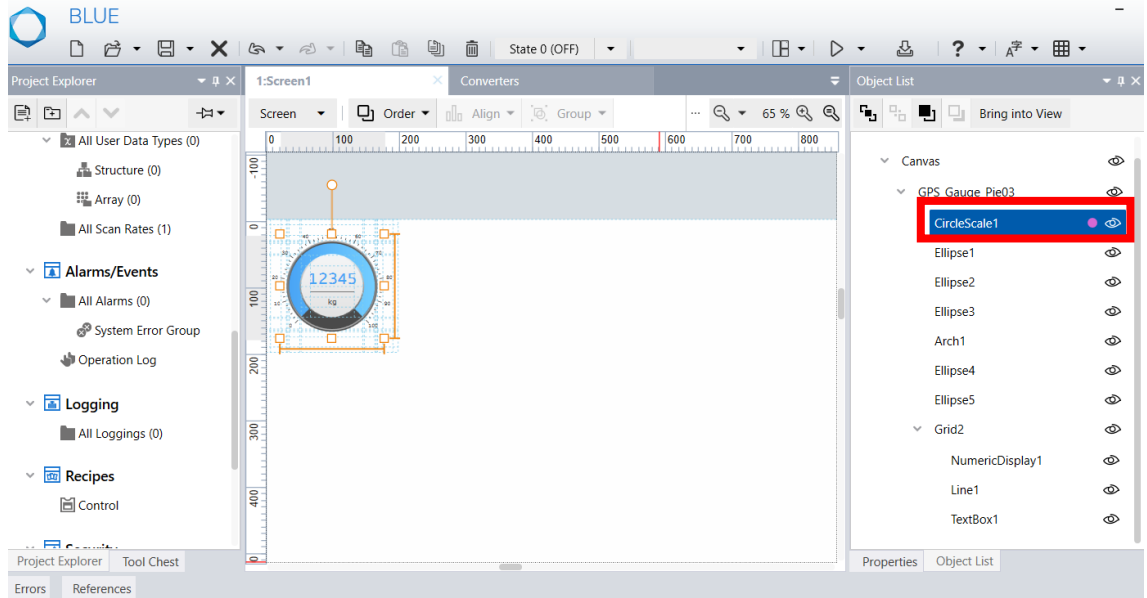 BLUE
State 0 (OFF)
Project Explorer
1:Screen1
Converters
Object List
Screen
Order
Align
Group
65 %
Bring into View
All User Data Types (0)
Structure (0)
Array (0)
All Scan Rates (1)
Alarms/Events
All Alarms (0)
System Error Group
Operation Log
Logging
All Loggings (0)
Recipes
Control
0 100 200 300 400 500 600 700 800
-100
0
100
200
300
400
12345
kg
Canvas
GPS_Gauge_Pie03
CircleScale1
Ellipse1
Ellipse2
Ellipse3
Arch1
Ellipse4
Ellipse5
Grid2
NumericDisplay1
Line1
TextBox1
Project Explorer
Tool Chest
Properties
Object List
Errors
References